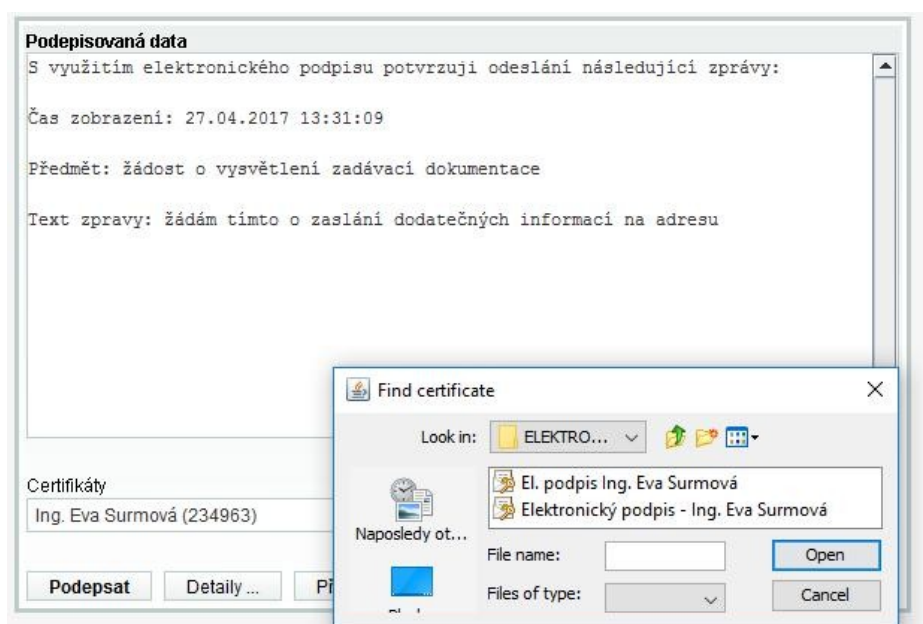 Podepisovaná data
S využitím elektronického podpisu potvrzuji odeslání následující zprávy:
Čas zobrazení: 27.04.2017 13:31:09
Předmět: žádost o vysvětlení zadávací dokumentace
Text zpravy: žádám tímto o zaslání dodatečných informací na adresu
Find certificate
Look in:
ELEKTRO...
El. podpis Ing. Eva Surmová
Elektronický podpis - Ing. Eva Surmová
Naposledy ot...
File name:
Open
Files of type:
Cancel
Certifikáty
Ing. Eva Surmová (234963)
Podepsat
Detaily ...